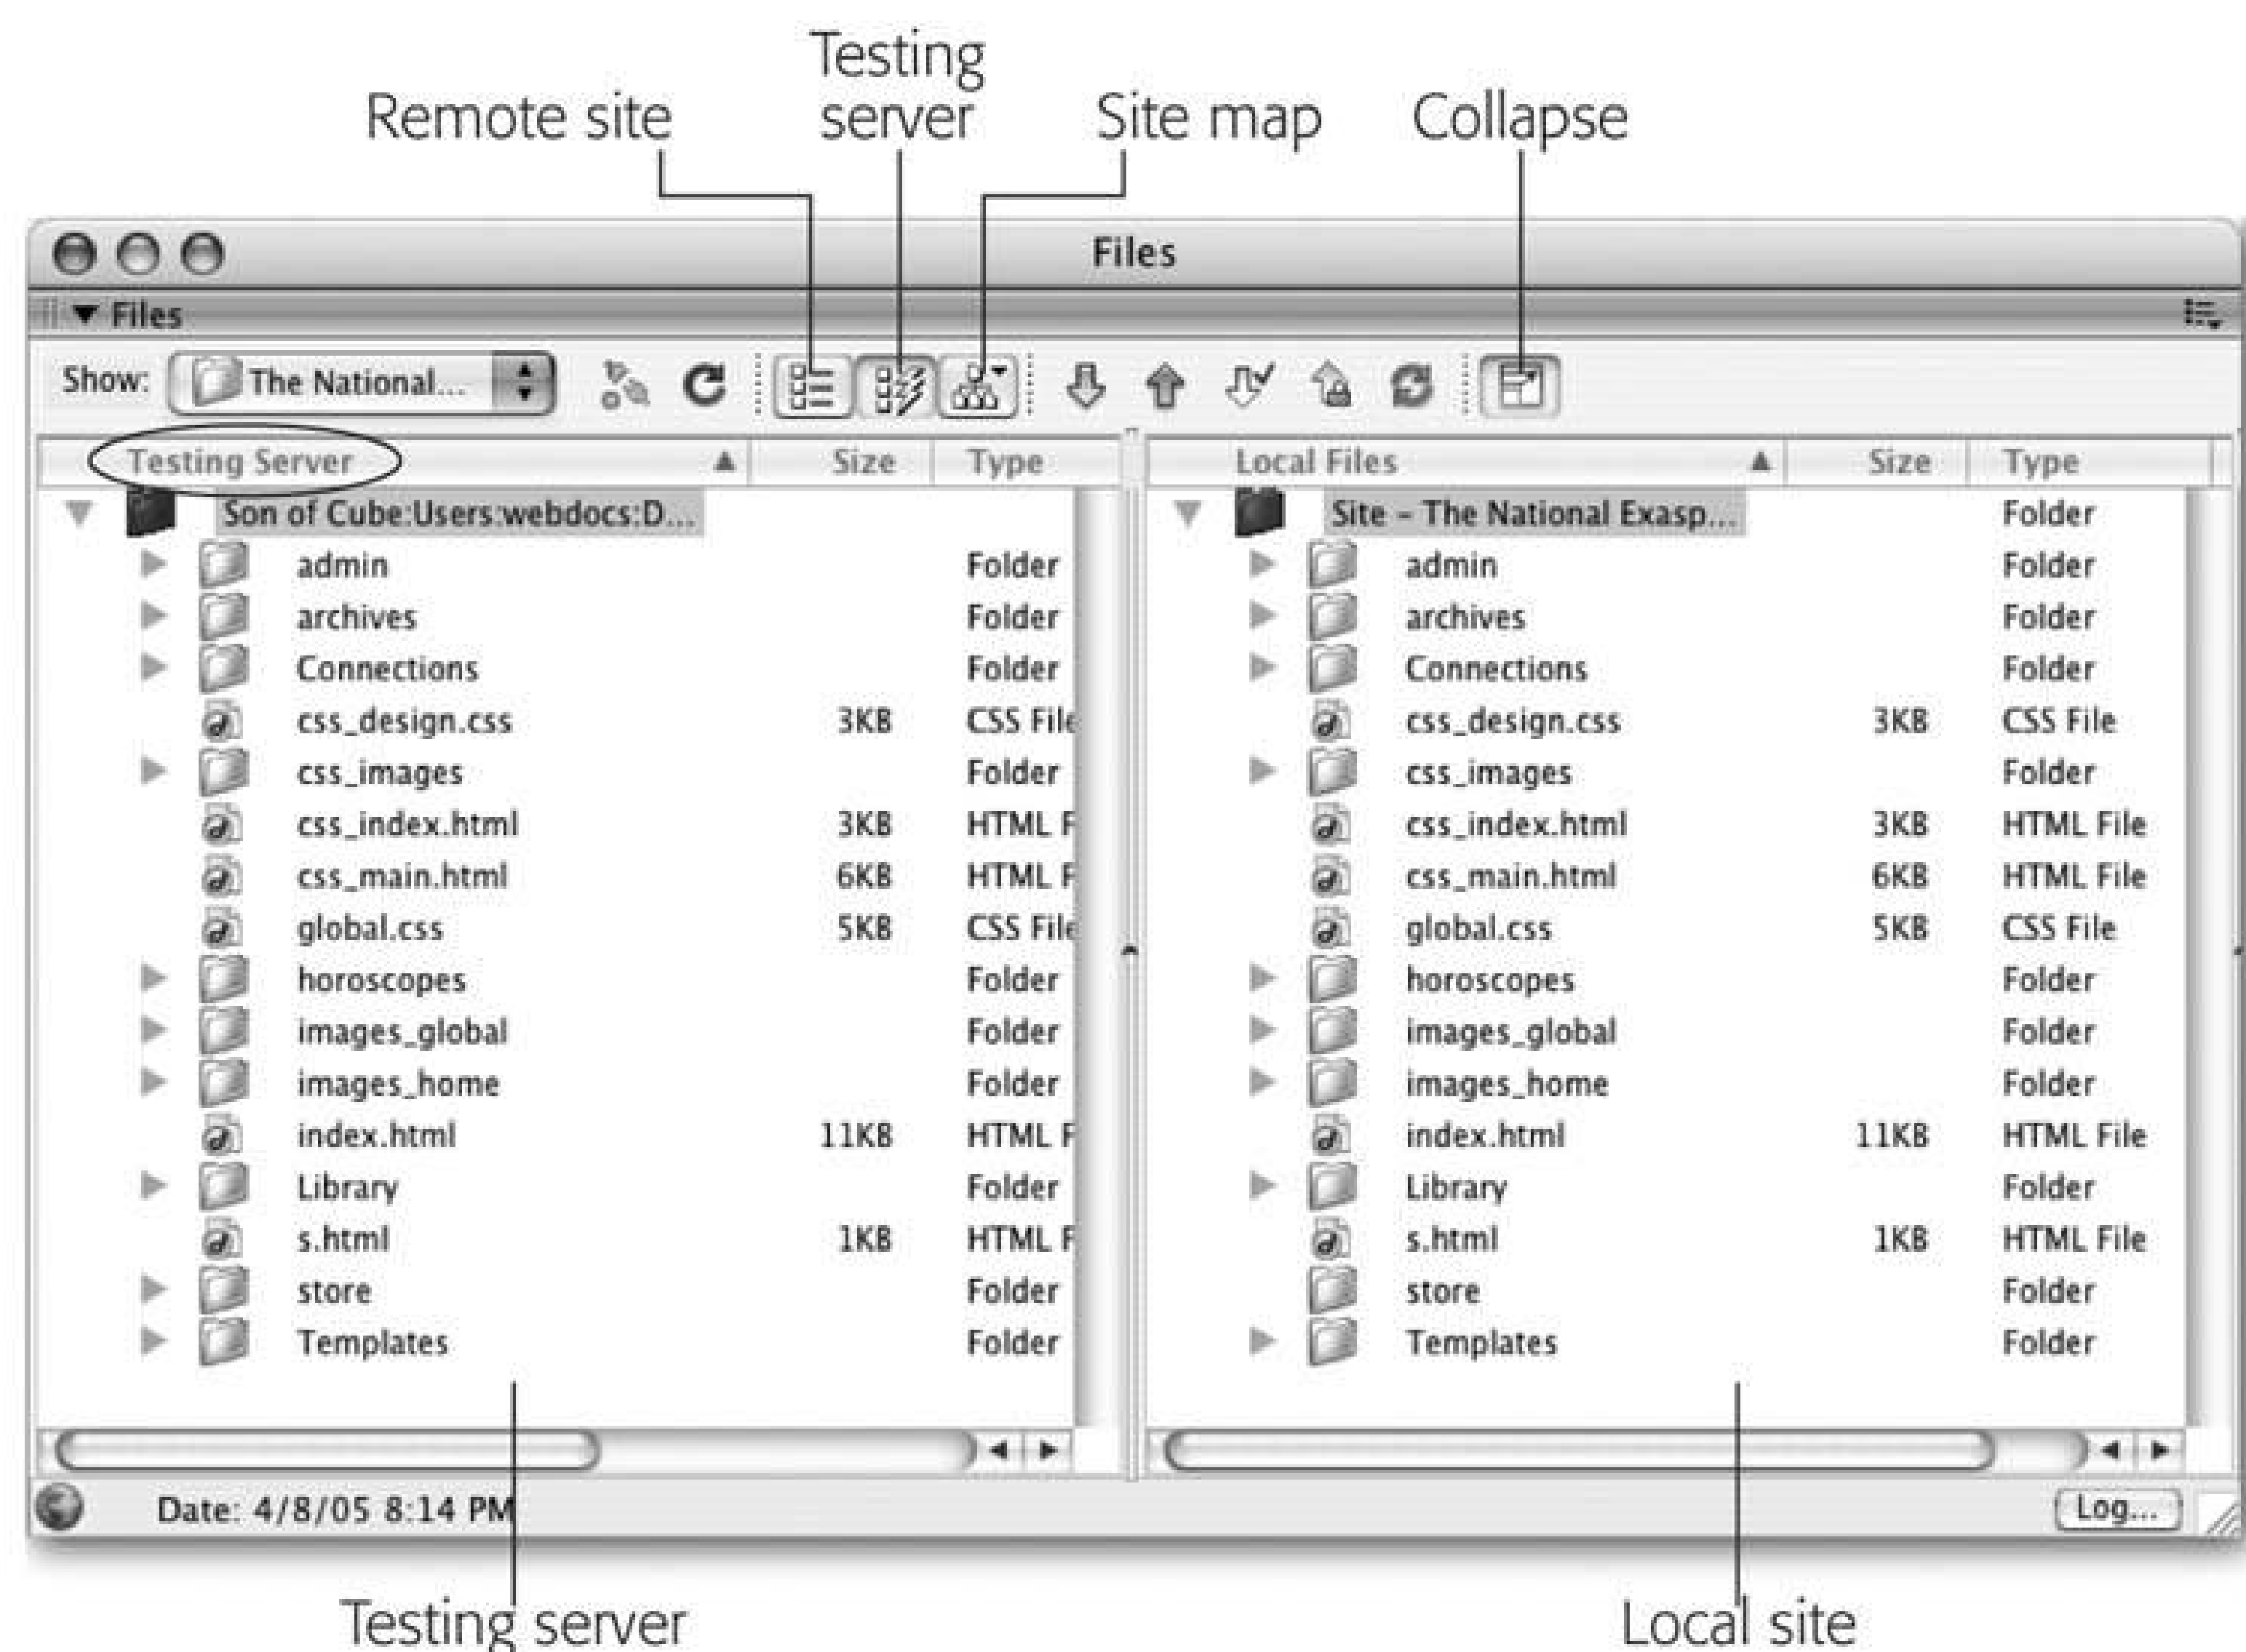 Testing
server
Remote site
Site map
Collapse
Files
Files
Show: The National...
Testing Server Size Type
Son of Cube:Users:webdocs:D...
admin Folder
archives Folder
Connections Folder
css_design.css 3KB CSS File
css_images Folder
css_index.html 3KB HTML F
css_main.html 6KB HTML F
global.css 5KB CSS File
horoscopes Folder
images_global Folder
images_home Folder
index.html 11KB HTML F
Library Folder
s.html 1KB HTML F
store Folder
Templates Folder
Local Files Size Type
Site – The National Exasp... Folder
admin Folder
archives Folder
Connections Folder
css_design.css 3KB CSS File
css_images Folder
css_index.html 3KB HTML File
css_main.html 6KB HTML File
global.css 5KB CSS File
horoscopes Folder
images_global Folder
images_home Folder
index.html 11KB HTML File
Library Folder
s.html 1KB HTML File
store Folder
Templates Folder
Date: 4/8/05 8:14 PM
Log...
Testing server
Local site